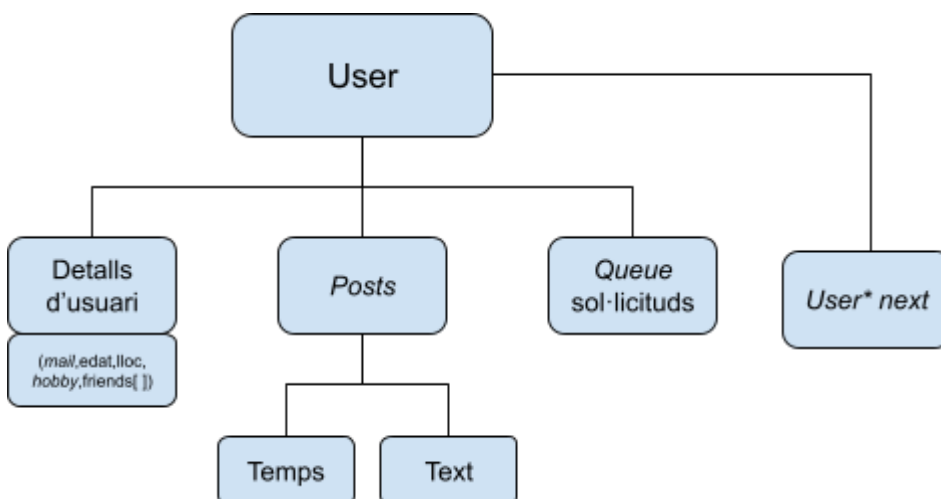 User
Detalls
d'usuari
(mail,edat,lloc,
hobby,friends[ ])
Posts
Queue
sol·licituds
User* next
Temps
Text